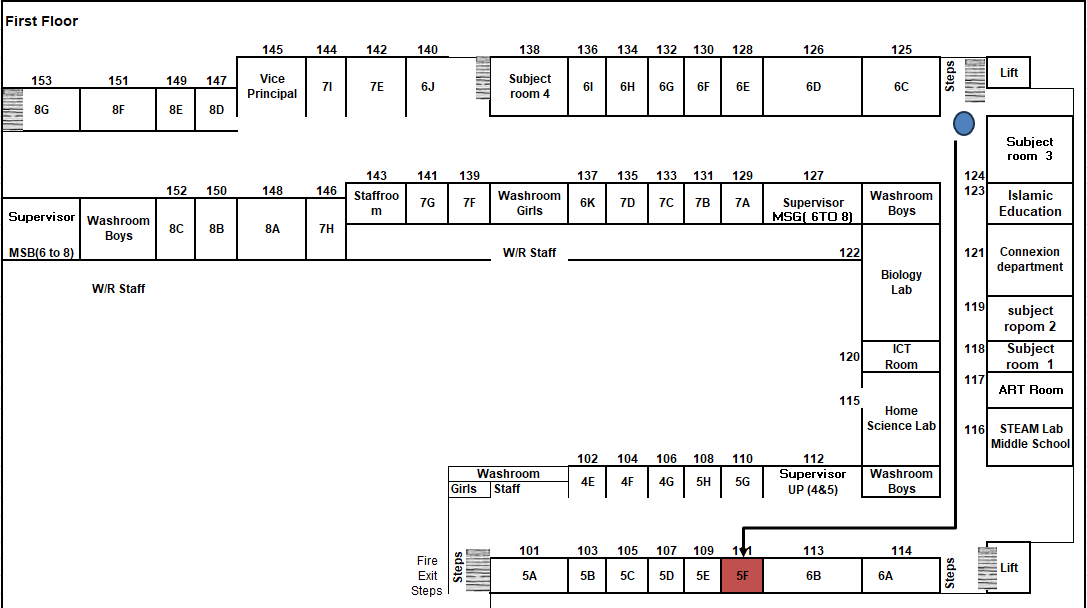 First Floor
145 144 142 140 138 136 134 132 130 128 126 125
153 151 149 147
Vice
Principal
7I 7E 6J
Subject
room 4
6I 6H 6G 6F 6E 6D 6C
Steps
Lift
8G 8F 8E 8D
Subject
room 3
143 141 139 137 135 133 131 129 127
124
152 150 148 146
123
Staffroo
m
7G 7F
Washroom
Girls
6K 7D 7C 7B 7A
Supervisor
MSG( 6TO 8)
Washroom
Boys
Islamic
Education
Supervisor
MSB(6 to 8)
Washroom
Boys
8C 8B 8A 7H
W/R Staff
122
121
Connexion
department
Biology
Lab
W/R Staff
119
subject
ropom 2
120
ICT
Room
118
Subject
room 1
117
ART Room
115
Home
Science Lab
116
STEAM Lab
Middle School
102 104 106 108 110 112
Washroom
Girls Staff
4E 4F 4G 5H 5G
Supervisor
UP (4&5)
Washroom
Boys
101 103 105 107 109 111 113 114
Fire
Exit
Steps
Steps
5A 5B 5C 5D 5E 5F 6B 6A
Steps
Lift